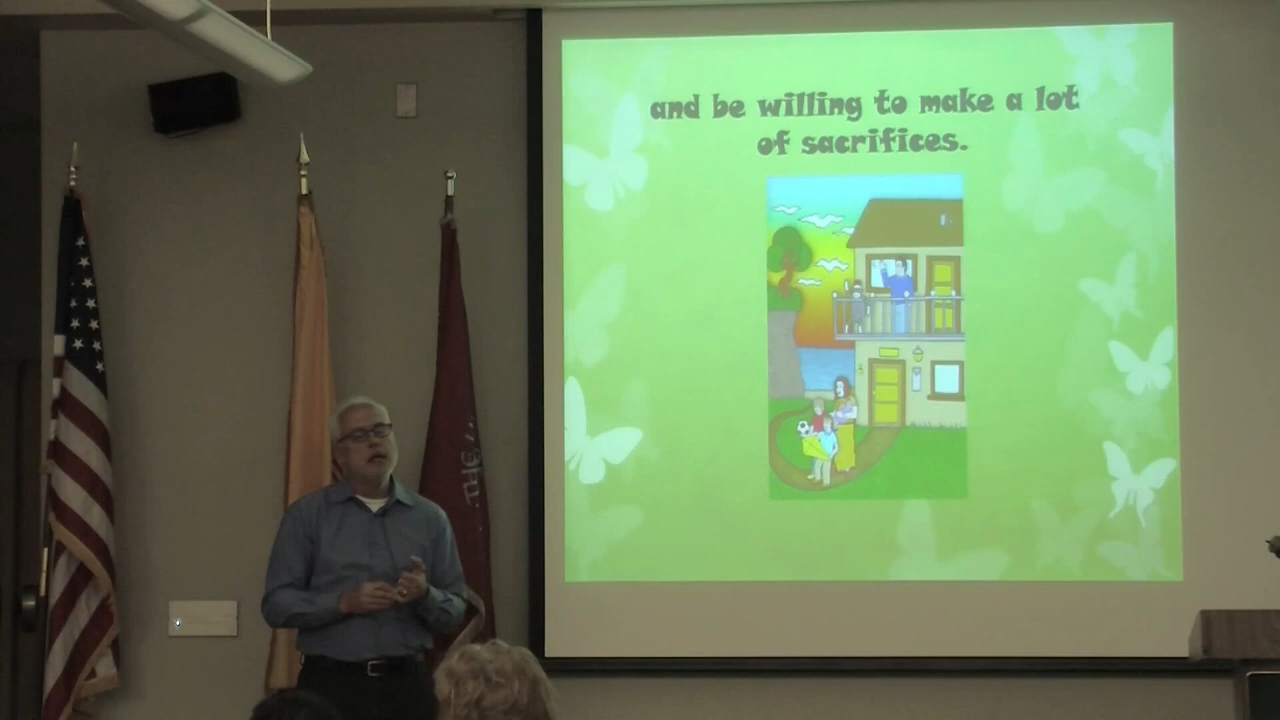 and be willing to make a lot
of sacrifices.